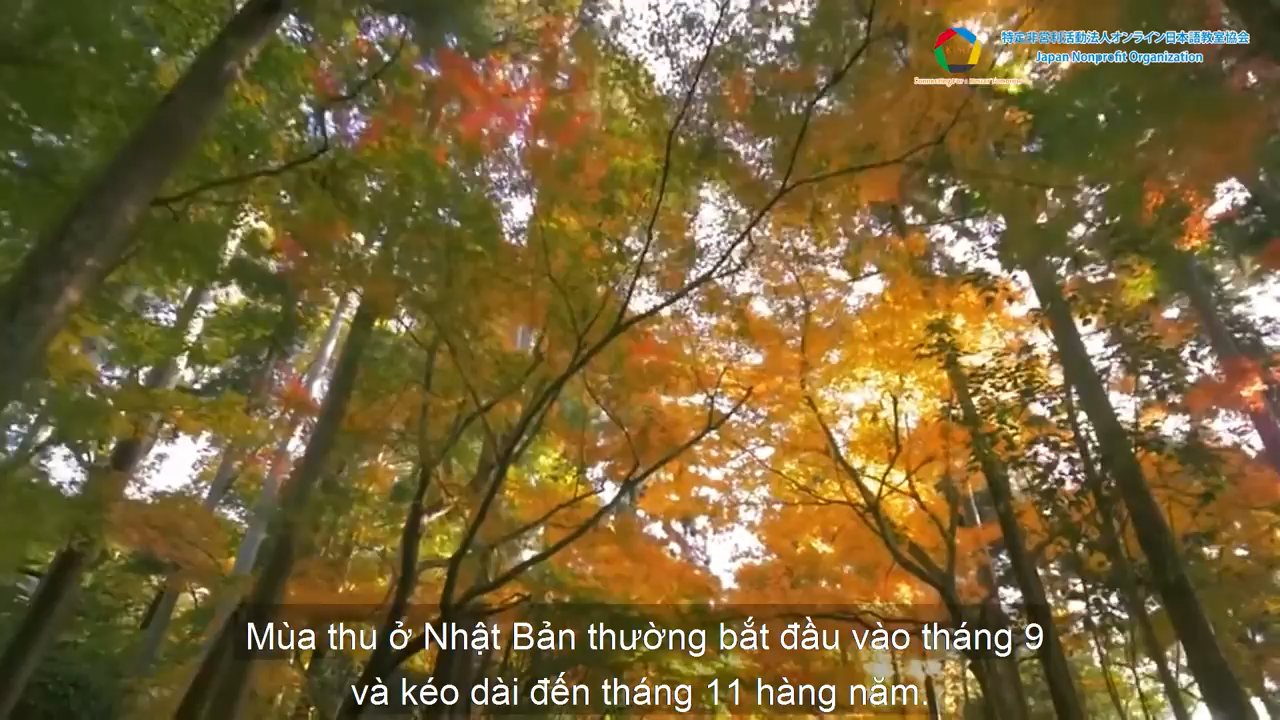 特定非営利活動法人オンライン日本語教室協会
Japan Nonprofit Organization
Mùa thu ở Nhật Bản thường bắt đầu vào tháng 9
và kéo dài đến tháng 11 hàng năm.